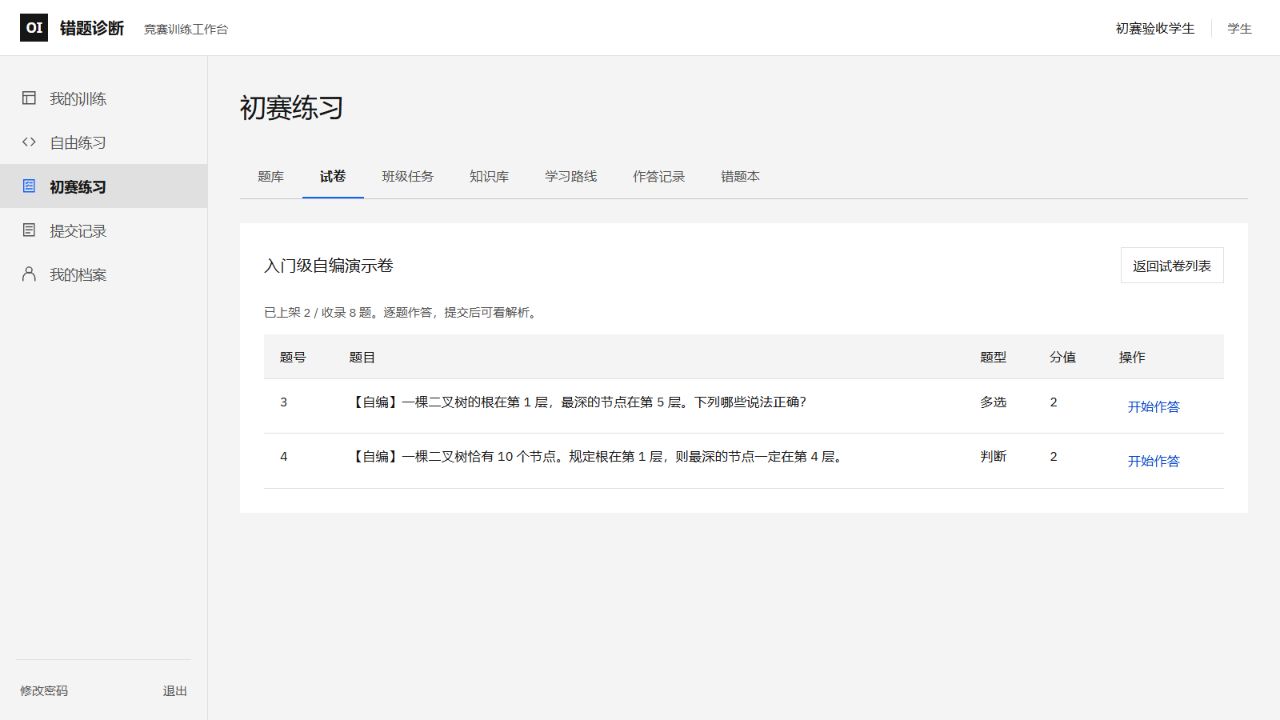 OI 错题诊断 竞赛训练工作台 初赛验收学生 学生
我的训练
自由练习
初赛练习
提交记录
我的档案
修改密码 退出
初赛练习
题库 试卷 班级任务 知识库 学习路线 作答记录 错题本
入门级自编演示卷 返回试卷列表
已上架 2 / 收录 8 题。逐题作答，提交后可看解析。
题号 题目 题型 分值 操作
3 【自编】一棵二叉树的根在第 1 层，最深的节点在第 5 层。下列哪些说法正确？ 多选 2 开始作答
4 【自编】一棵二叉树恰有 10 个节点。规定根在第 1 层，则最深的节点一定在第 4 层。 判断 2 开始作答